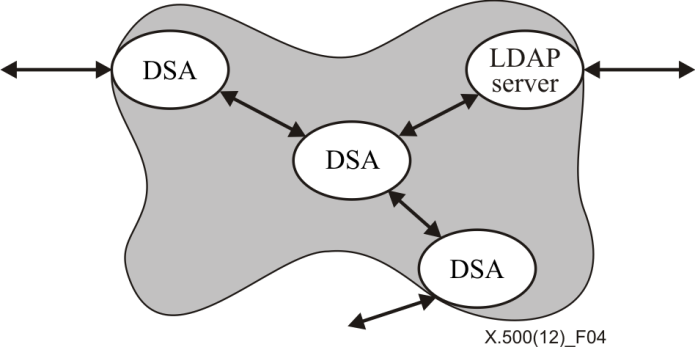 DSA
LDAP
server
DSA
DSA
X.500(12)_F04